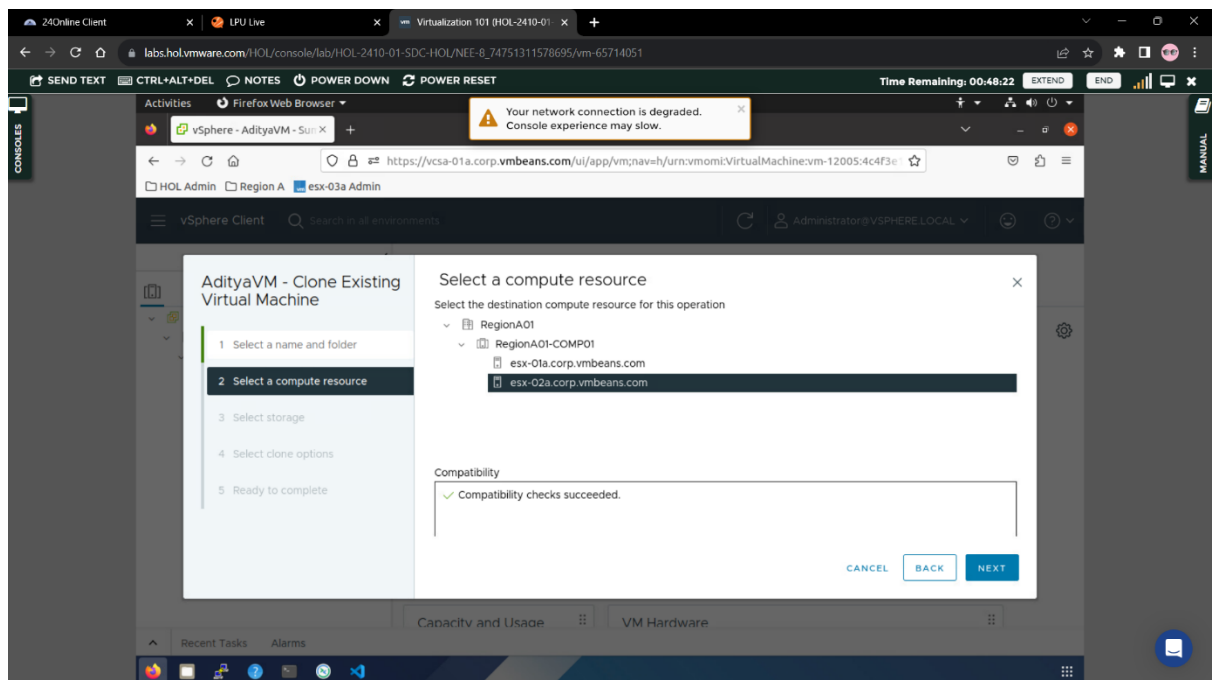 24Online Client
LPU Live
vm Virtualization 101 (HOL-2410-01-
labs.hol.vmware.com/HOL/console/lab/HOL-2410-01-SDC-HOL/NEE-8_74751311578695/vm-65714051
SEND TEXT CTRL+ALT+DEL NOTES POWER DOWN POWER RESET Time Remaining: 00:48:22 EXTEND END
CONSOLES
MANUAL
Activities Firefox Web Browser
Your network connection is degraded.
Console experience may slow.
vSphere - AdityaVM - Sum
https://vcsa-01a.corp.vmbeans.com/ui/app/vm;nav=h/urn:vmomi:VirtualMachine:vm-12005:4c4f3e
HOL Admin Region A esx-03a Admin
vSphere Client Search in all environments Administrator@VSPHERE.LOCAL
AdityaVM - Clone Existing
Virtual Machine
1 Select a name and folder
2 Select a compute resource
3 Select storage
4 Select clone options
5 Ready to complete
Select a compute resource
Select the destination compute resource for this operation
RegionA01
RegionA01-COMP01
esx-01a.corp.vmbeans.com
esx-02a.corp.vmbeans.com
Compatibility
Compatibility checks succeeded.
CANCEL BACK NEXT
Capacity and Usage VM Hardware
Recent Tasks Alarms